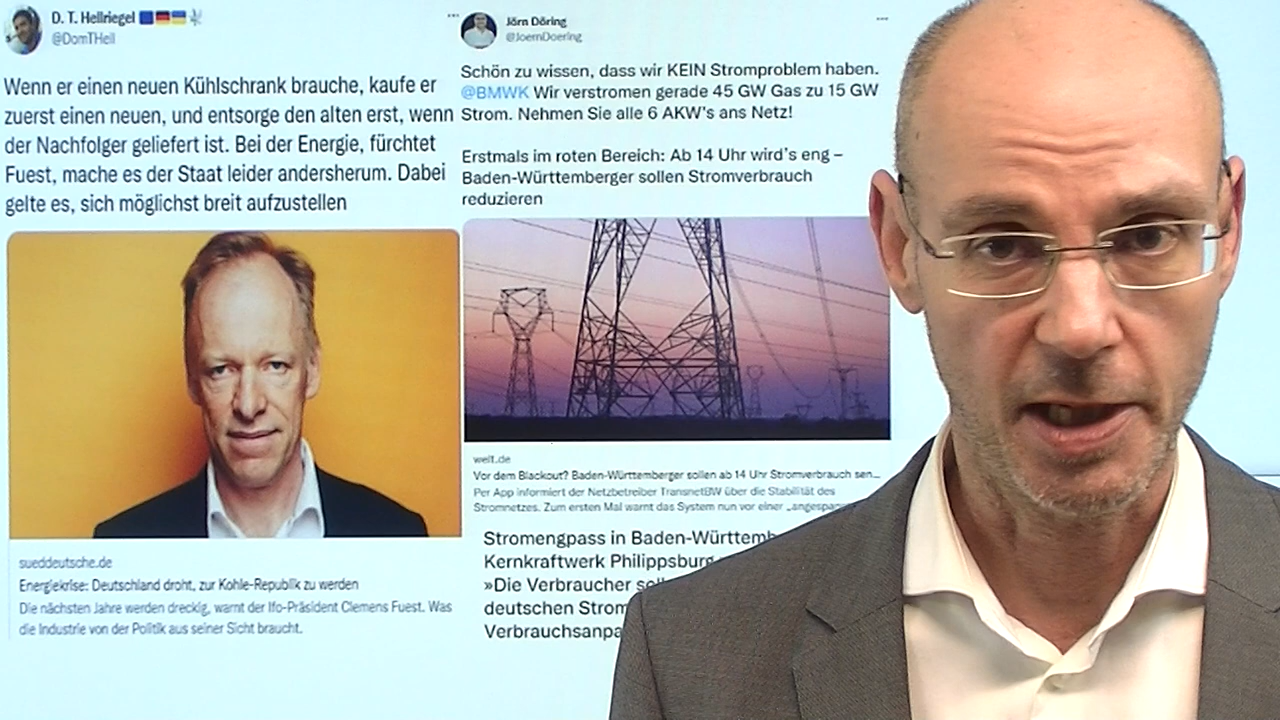 D. T. Hellriegel
@DomTHell
Wenn er einen neuen Kühlschrank brauche, kaufe er
zuerst einen neuen, und entsorge den alten erst, wenn
der Nachfolger geliefert ist. Bei der Energie, fürchtet
Fuest, mache es der Staat leider andersherum. Dabei
gelte es, sich möglichst breit aufzustellen
sueddeutsche.de
Energiekrise: Deutschland droht, zur Kohle-Republik zu werden
Die nächsten Jahre werden dreckig, warnt der Ifo-Präsident Clemens Fuest. Was
die Industrie von der Politik aus seiner Sicht braucht.
Jörn Döring
@JoernDoering
Schön zu wissen, dass wir KEIN Stromproblem haben.
@BMWK Wir verstromen gerade 45 GW Gas zu 15 GW
Strom. Nehmen Sie alle 6 AKW's ans Netz!
Erstmals im roten Bereich: Ab 14 Uhr wird's eng –
Baden-Württemberger sollen Stromverbrauch
reduzieren
welt.de
Vor dem Blackout? Baden-Württemberger sollen ab 14 Uhr Stromverbrauch sen...
Per App informiert der Netzbetreiber TransnetBW über die Stabilität des
Stromnetzes. Zum ersten Mal warnt das System nun vor einer „angespa
Stromengpass in Baden-Württemb
Kernkraftwerk Philippsburg
»Die Verbraucher
deutschen Strom
Verbrauchsanpa